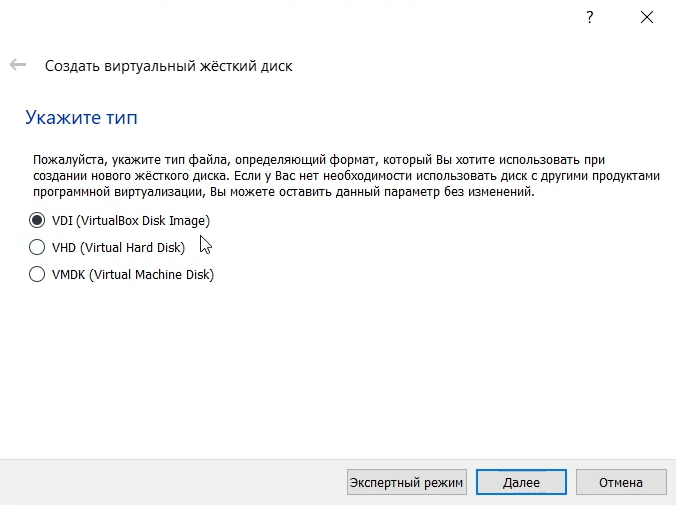 ?
Создать виртуальный жёсткий диск
Укажите тип
Пожалуйста, укажите тип файла, определяющий формат, который Вы хотите использовать при
создании нового жёсткого диска. Если у Вас нет необходимости использовать диск с другими продуктами
программной виртуализации, Вы можете оставить данный параметр без изменений.
VDI (VirtualBox Disk Image)
VHD (Virtual Hard Disk)
VMDK (Virtual Machine Disk)
Экспертный режим Далее Отмена